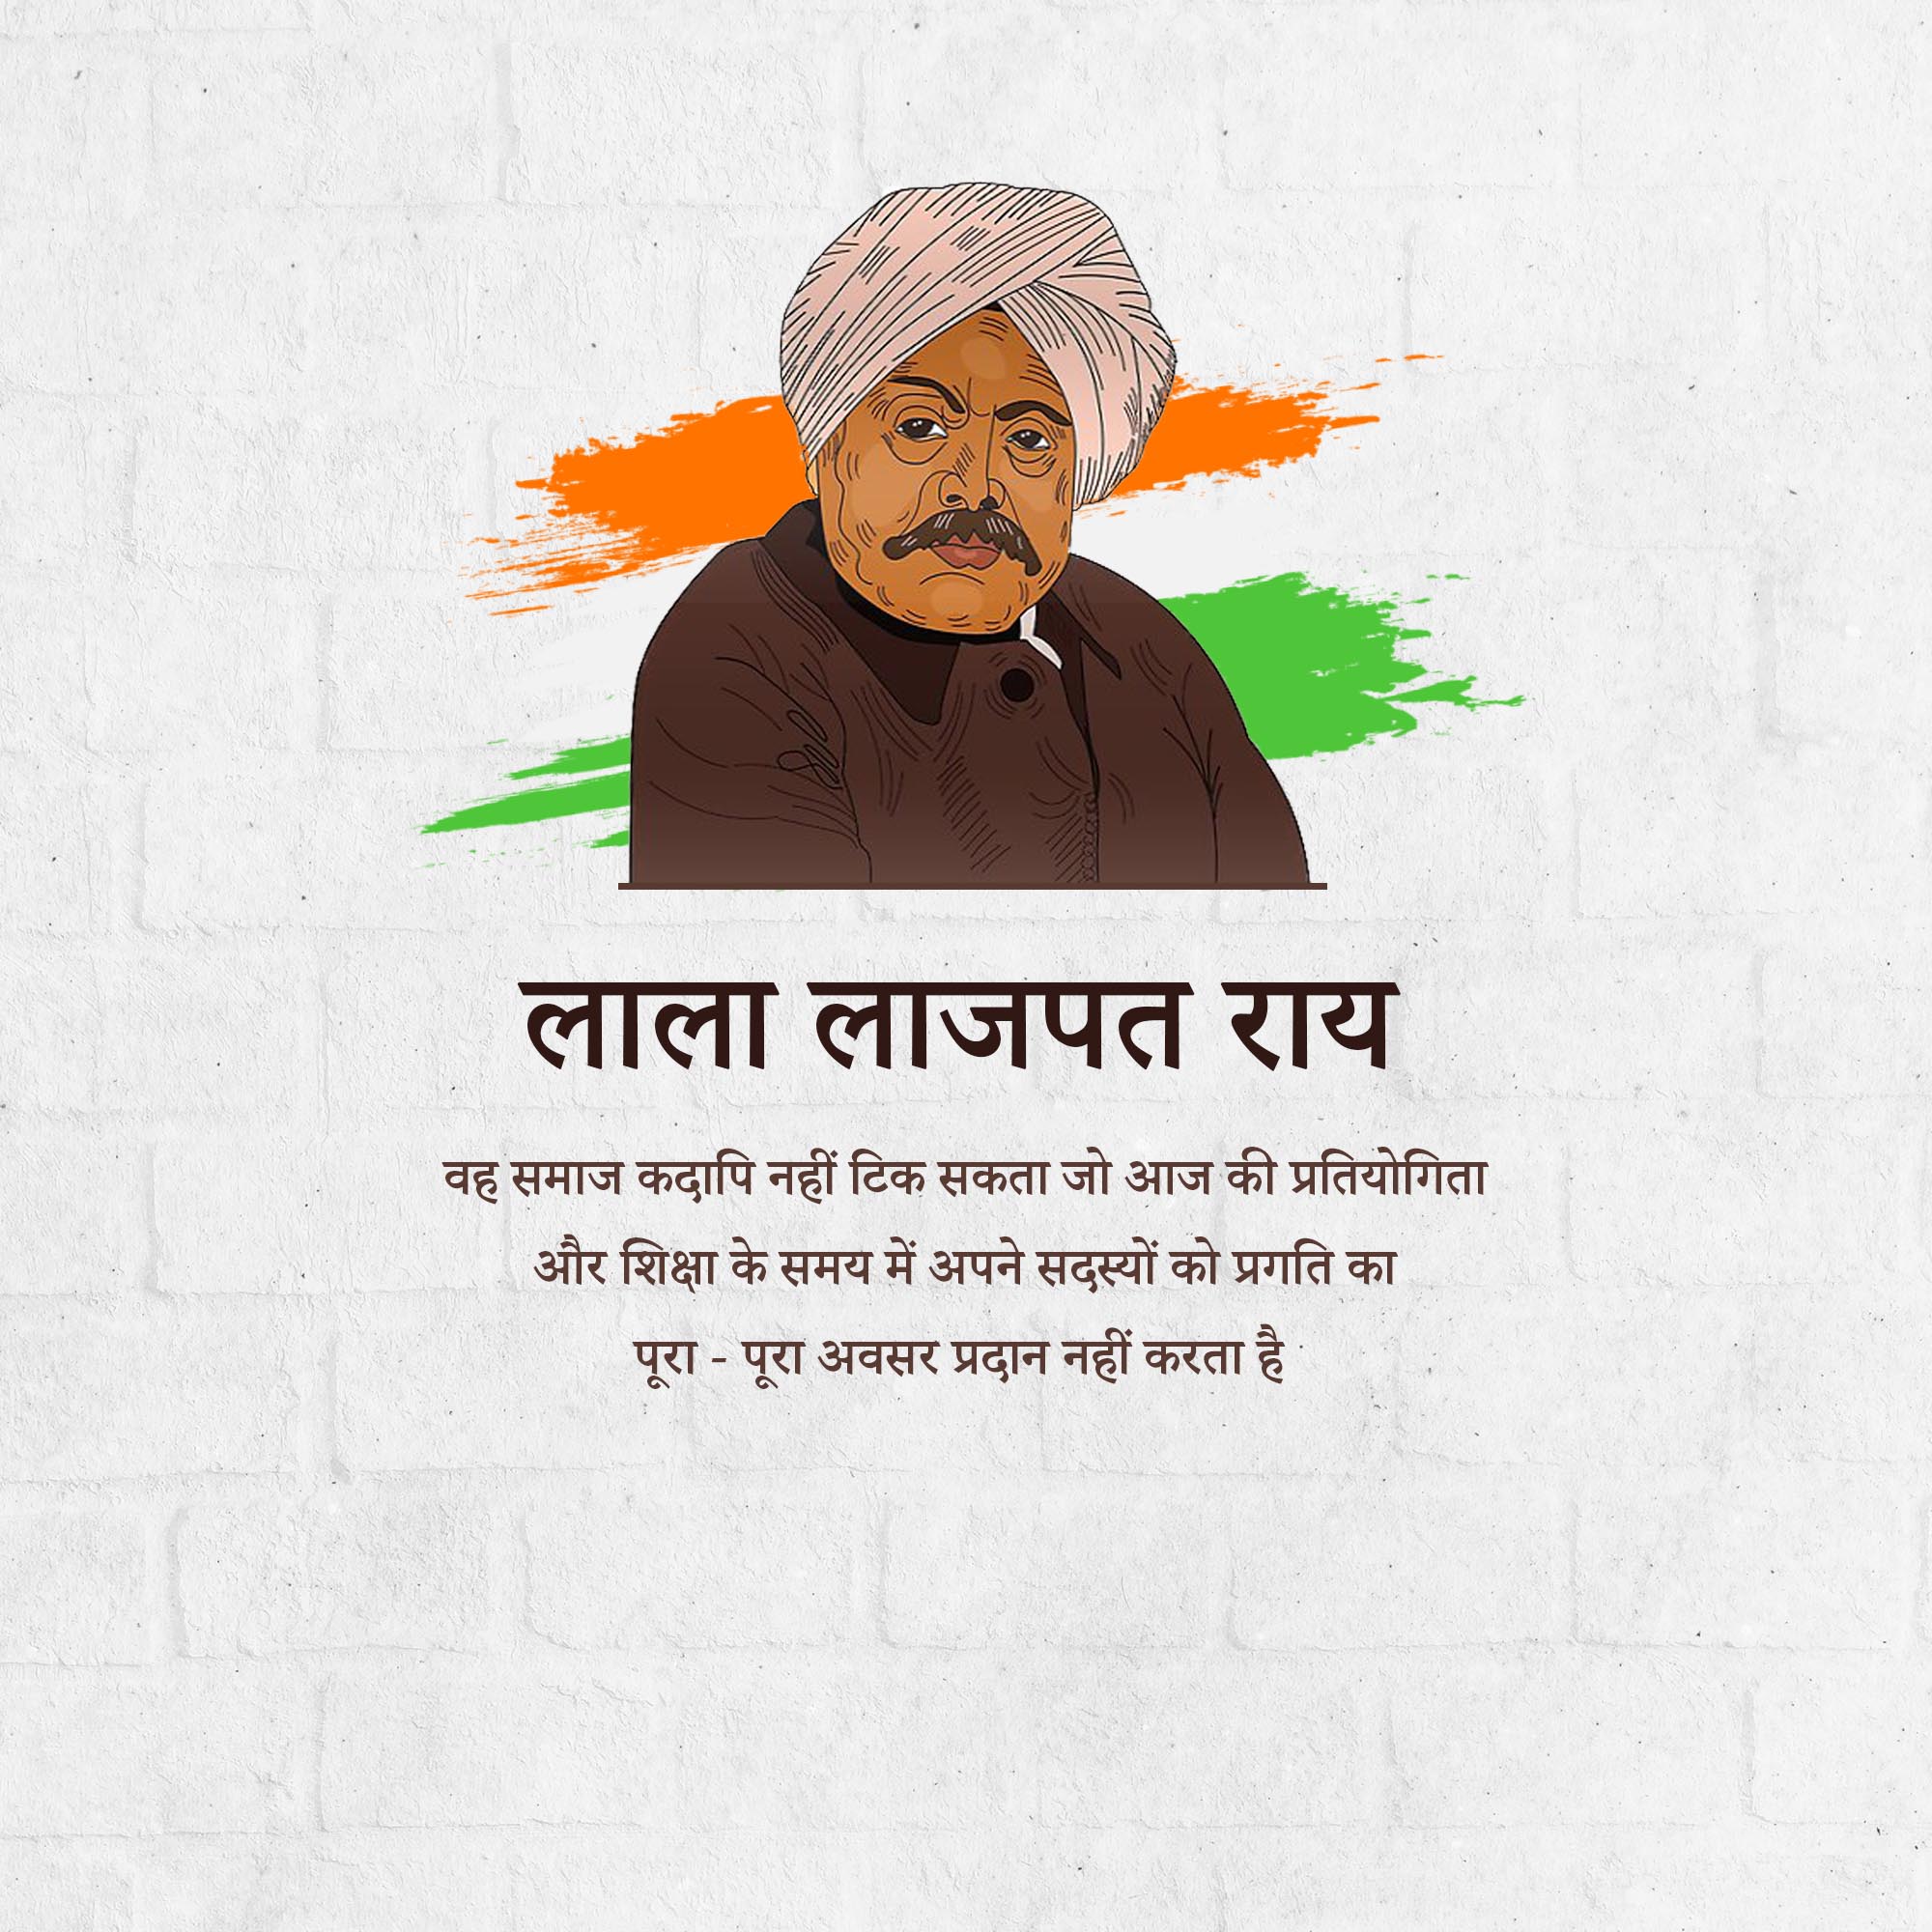 लाला लाजपत राय
वह समाज कदापि नहीं टिक सकता जो आज की प्रतियोगिता
और शिक्षा के समय में अपने सदस्यों को प्रगति का
पूरा - पूरा अवसर प्रदान नहीं करता है